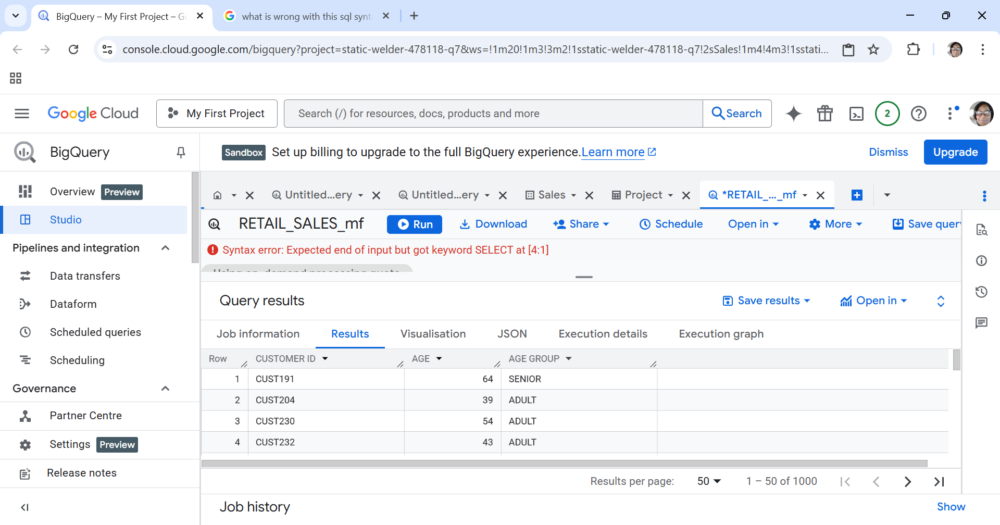 BigQuery – My First Project – Go
what is wrong with this sql synt
console.cloud.google.com/bigquery?project=static-welder-478118-q7&ws=!1m20!1m3!3m2!1sstatic-welder-478118-q7!2sSales!1m4!4m3!1sstati...
Google Cloud
My First Project
Search (/) for resources, docs, products and more
Search
2
BigQuery
Sandbox Set up billing to upgrade to the full BigQuery experience. Learn more
Dismiss
Upgrade
Overview Preview
Studio
Pipelines and integration
Data transfers
Dataform
Scheduled queries
Scheduling
Governance
Partner Centre
Settings Preview
Release notes
Untitled...ery
Untitled...ery
Sales
Project
*RETAIL_..._mf
RETAIL_SALES_mf
Run
Download
Share
Schedule
Open in
More
Save query
Syntax error: Expected end of input but got keyword SELECT at [4:1]
Using on-demand processing quota
Query results
Save results
Open in
Job information
Results
Visualisation
JSON
Execution details
Execution graph
Row CUSTOMER ID AGE AGE GROUP
1 CUST191 64 SENIOR
2 CUST204 39 ADULT
3 CUST230 54 ADULT
4 CUST232 43 ADULT
Results per page: 50 1 – 50 of 1000
Job history
Show